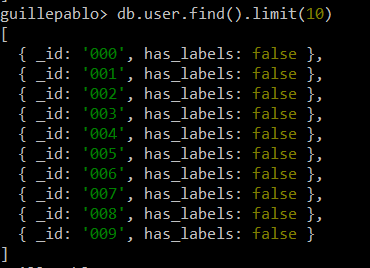 guillepablo> db.user.find().limit(10)
[
  { _id: '000', has_labels: false },
  { _id: '001', has_labels: false },
  { _id: '002', has_labels: false },
  { _id: '003', has_labels: false },
  { _id: '004', has_labels: false },
  { _id: '005', has_labels: false },
  { _id: '006', has_labels: false },
  { _id: '007', has_labels: false },
  { _id: '008', has_labels: false },
  { _id: '009', has_labels: false }
]